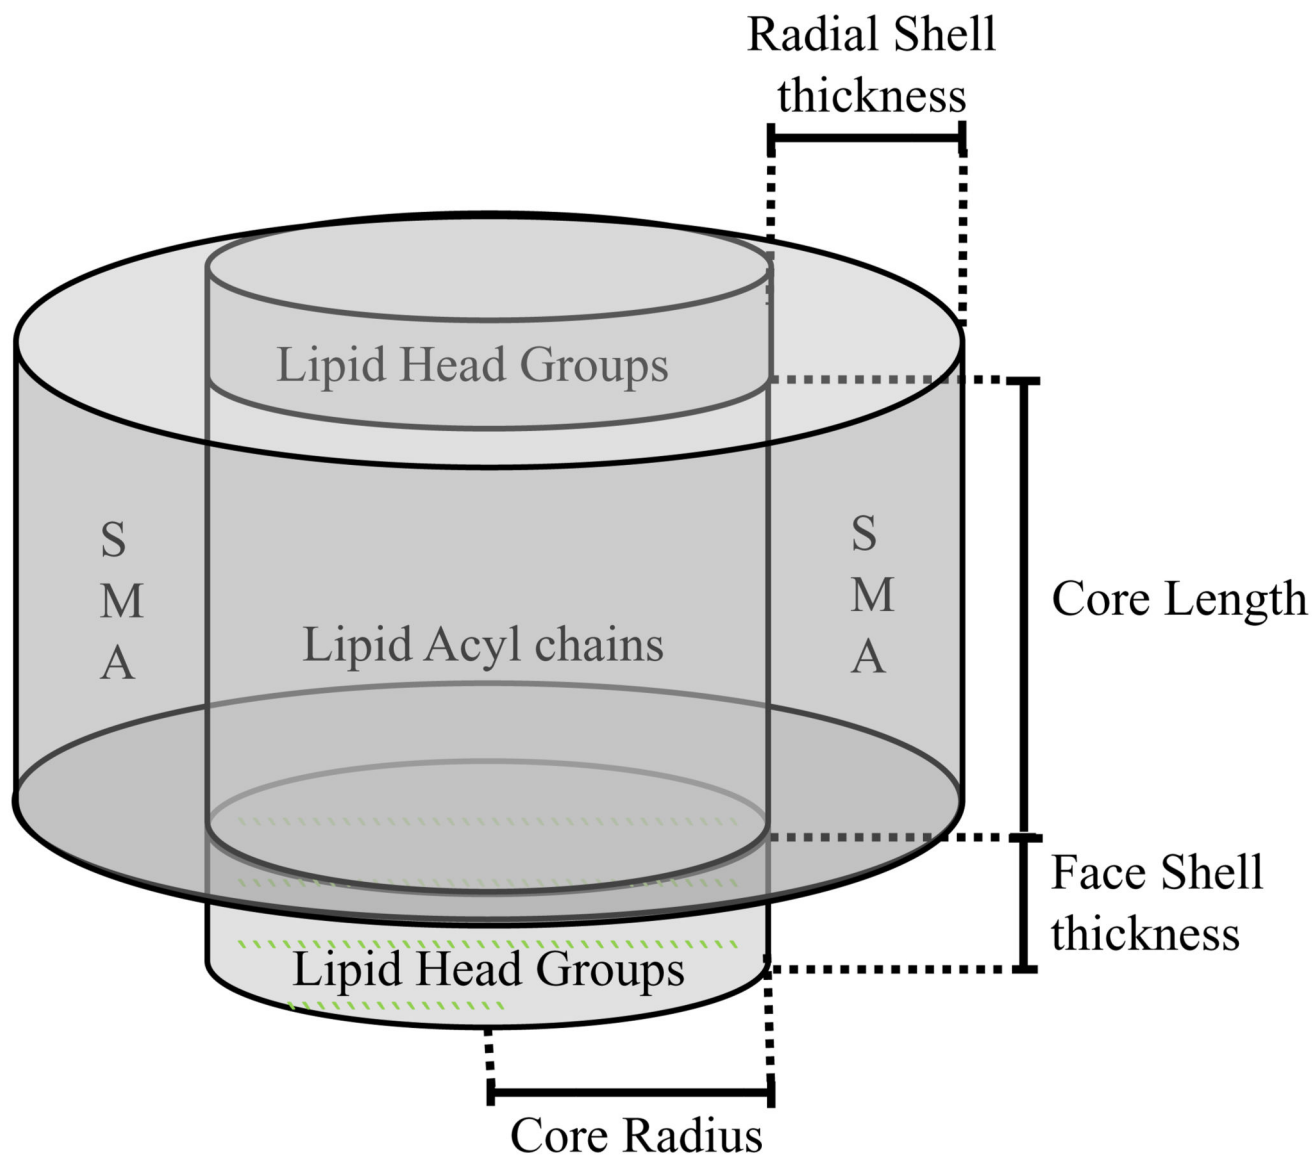 Radial Shell
thickness
Lipid Head Groups
S
M
A
S
M
A
Core Length
Lipid Acyl chains
Face Shell
thickness
Lipid Head Groups
Core Radius